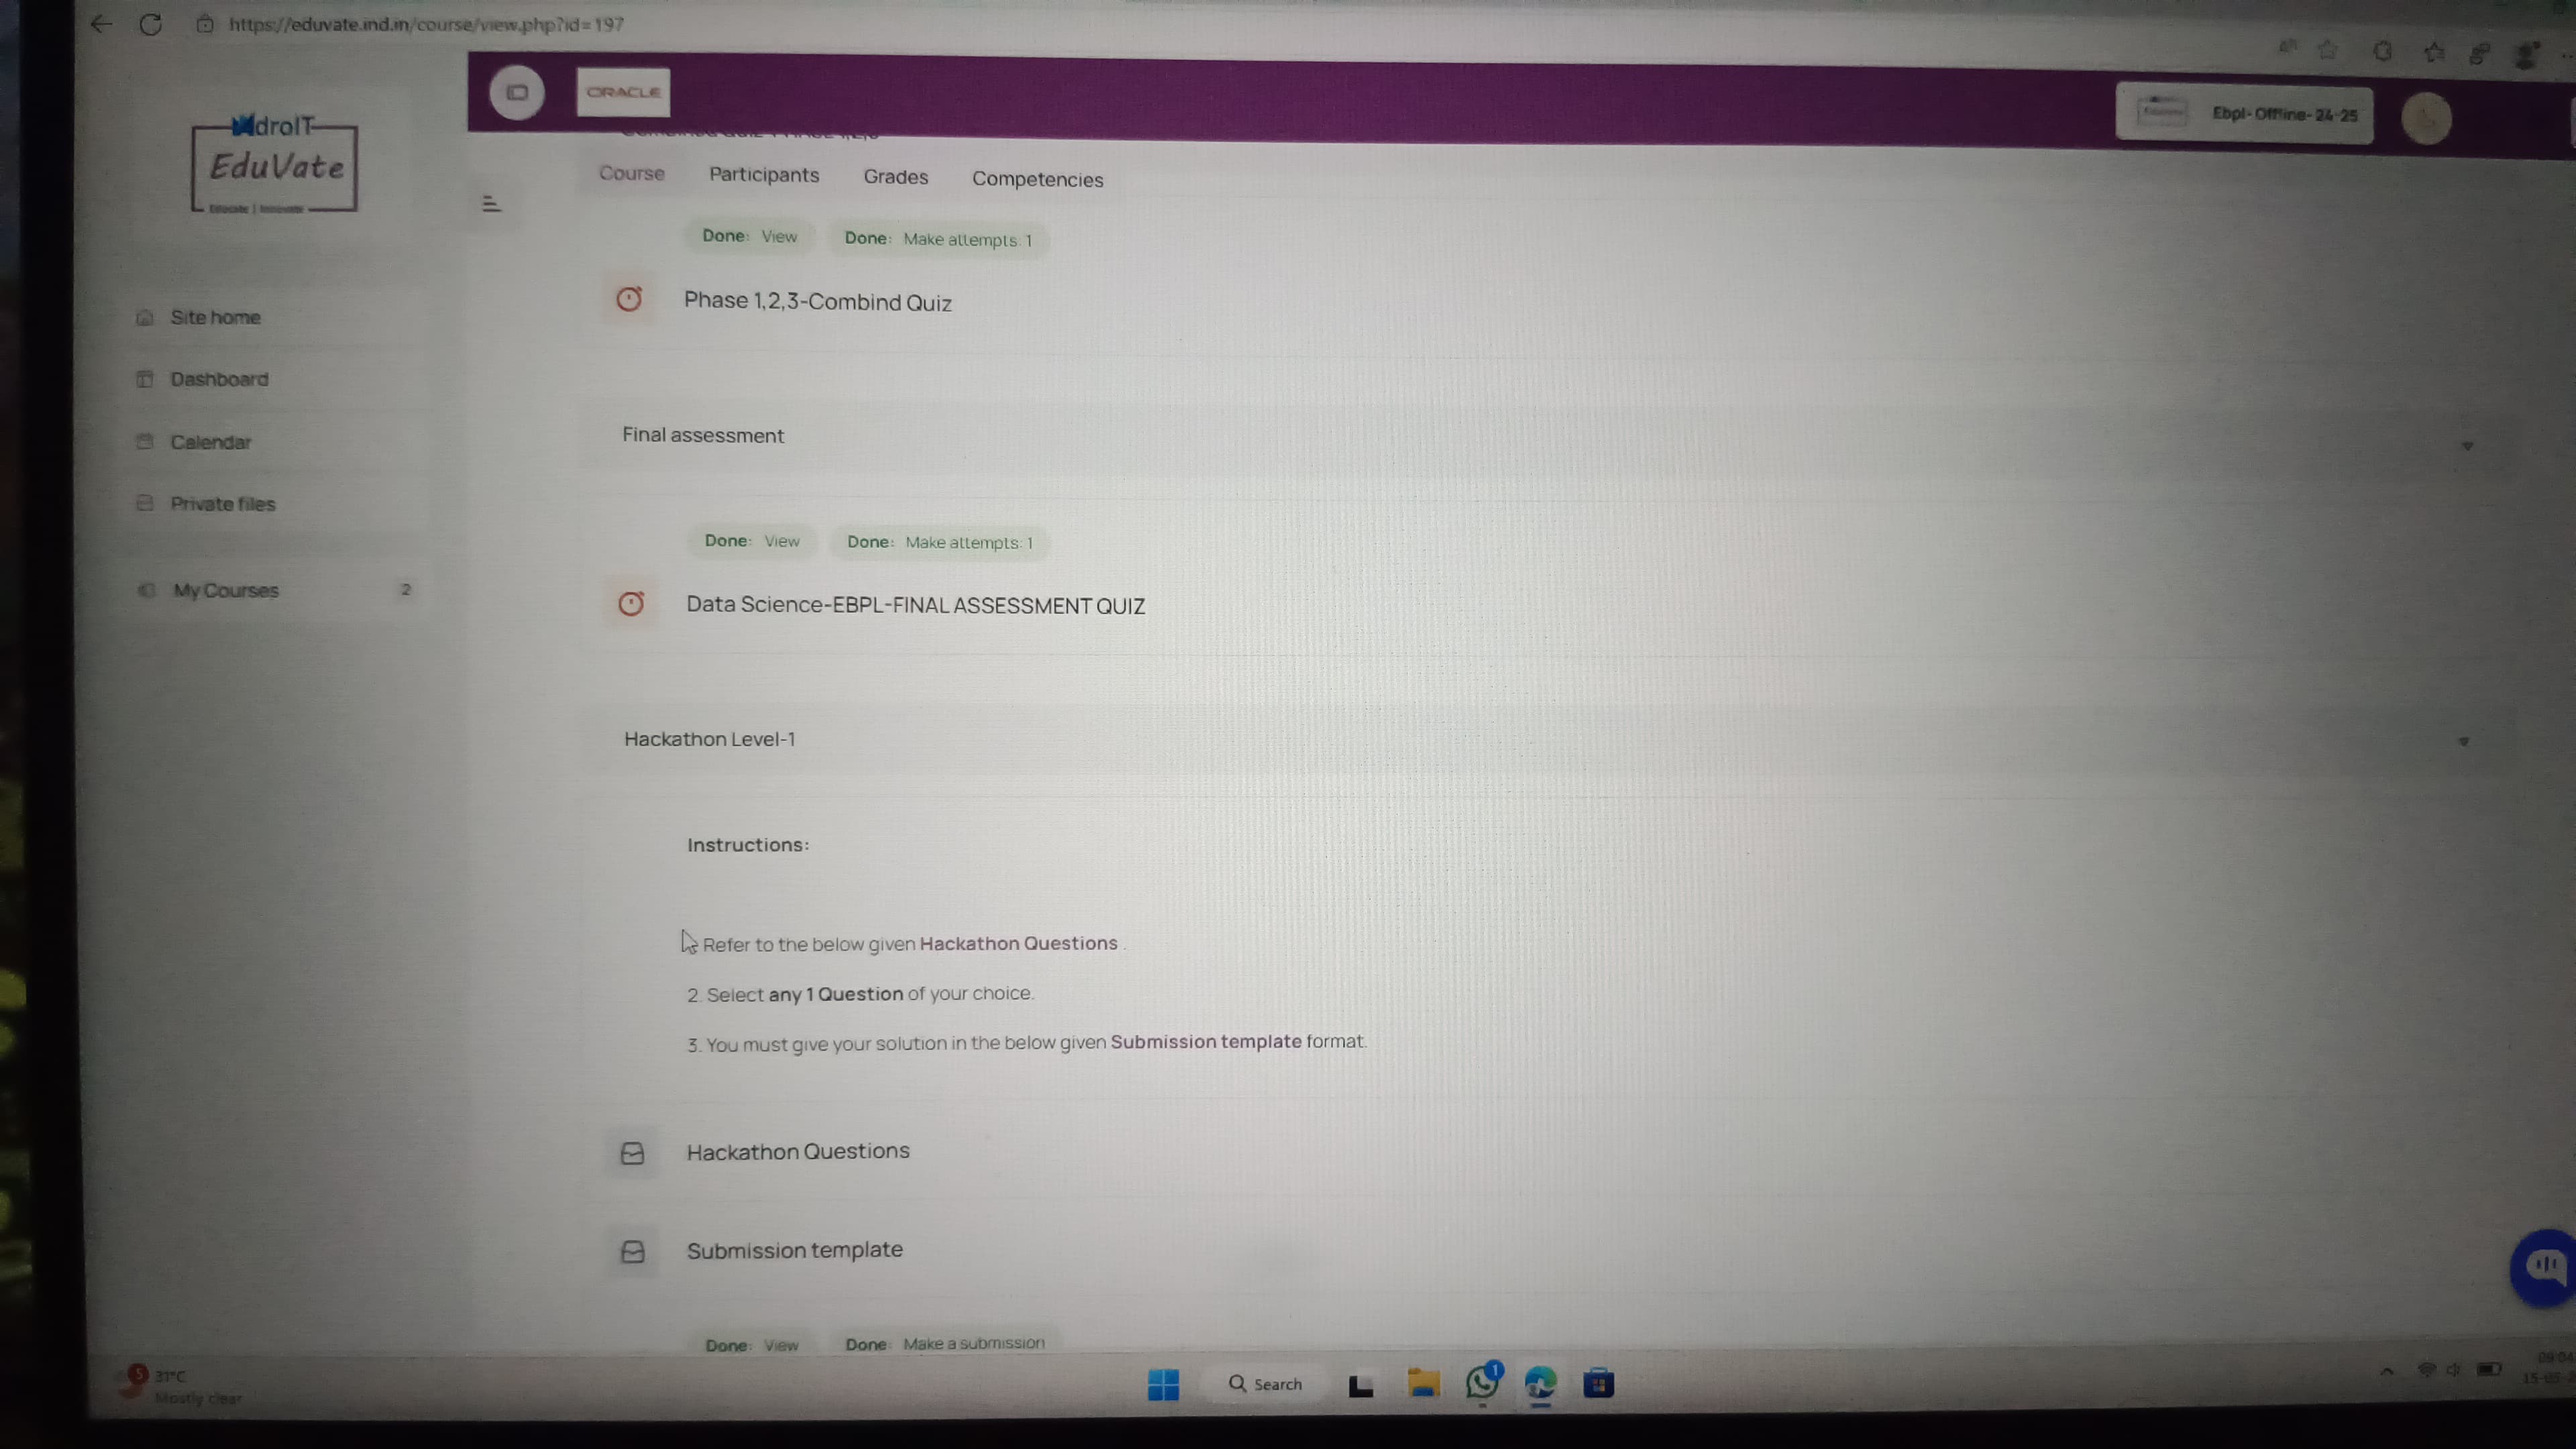 https://eduvate.ind.in/course/view.php?id=197
droIT
EduVate
ORACLE
Ebpl- Offline- 24-25
Course Participants Grades Competencies
Done: View Done: Make attempts: 1
Phase 1,2,3-Combind Quiz
Site home
Dashboard
Calendar
Private files
My Courses 2
Final assessment
Done: View Done: Make attempts: 1
Data Science-EBPL-FINAL ASSESSMENT QUIZ
Hackathon Level-1
Instructions:
Refer to the below given Hackathon Questions .
2. Select any 1 Question of your choice.
3. You must give your solution in the below given Submission template format.
Hackathon Questions
Submission template
Done: View Done: Make a submission
5
31°C
Mostly clear
Search
1
09:04